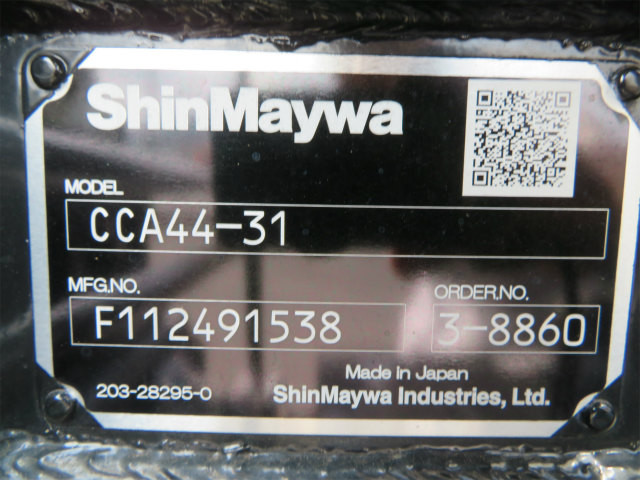 ShinMaywa
MODEL
CCA44-31
MFG.NO. ORDER.NO.
F112491538 3-8860
Made in Japan
203-28295-0 ShinMaywa Industries, Ltd.